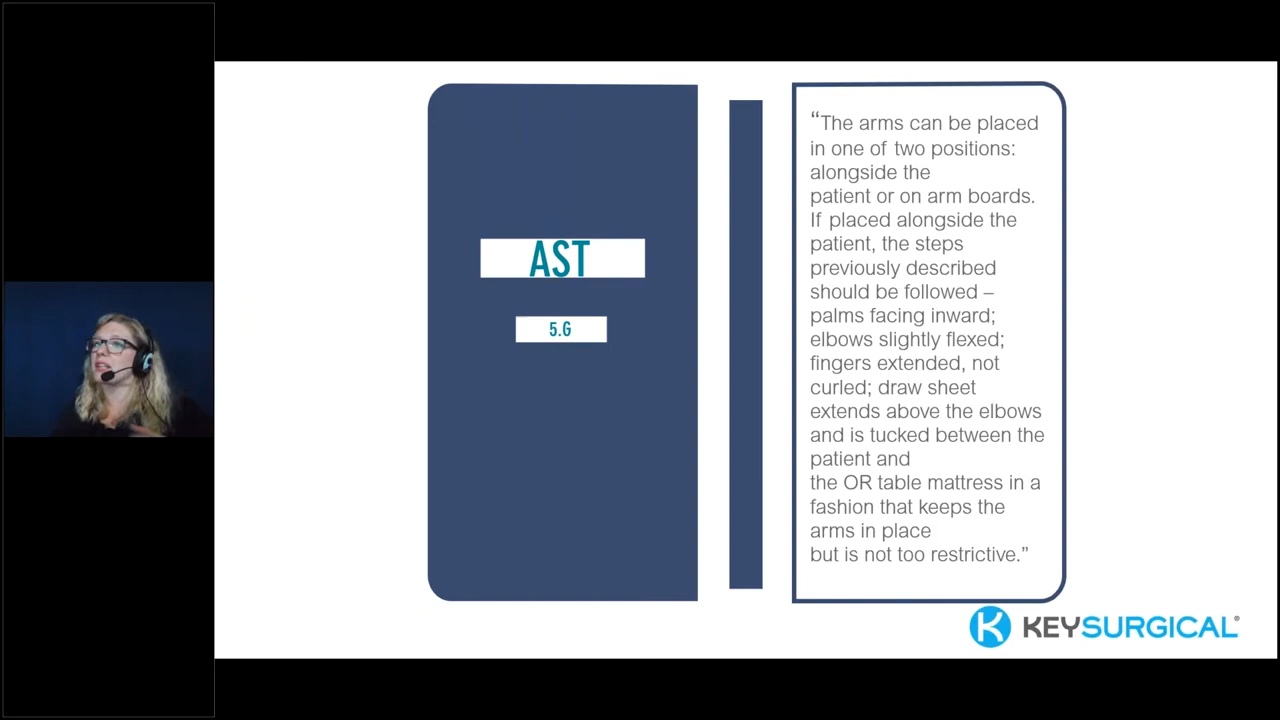 AST
5.G
“The arms can be placed
in one of two positions:
alongside the
patient or on arm boards.
If placed alongside the
patient, the steps
previously described
should be followed –
palms facing inward;
elbows slightly flexed;
fingers extended, not
curled; draw sheet
extends above the elbows
and is tucked between the
patient and
the OR table mattress in a
fashion that keeps the
arms in place
but is not too restrictive.”
K KEYSURGICAL®